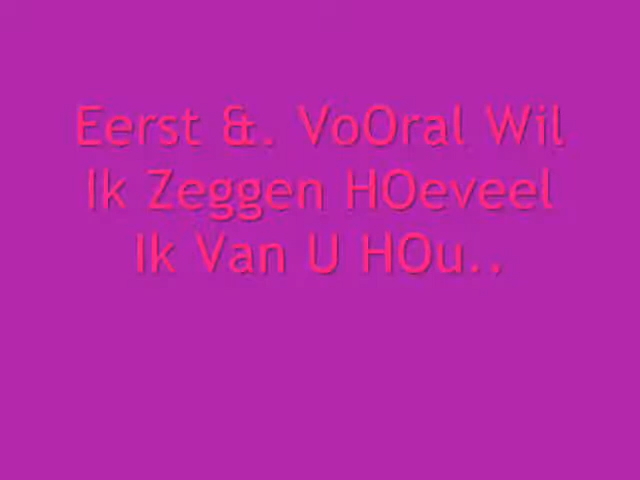 Eerst &. VoOral Wil
Ik Zeggen HOeveel
Ik Van U HOu..